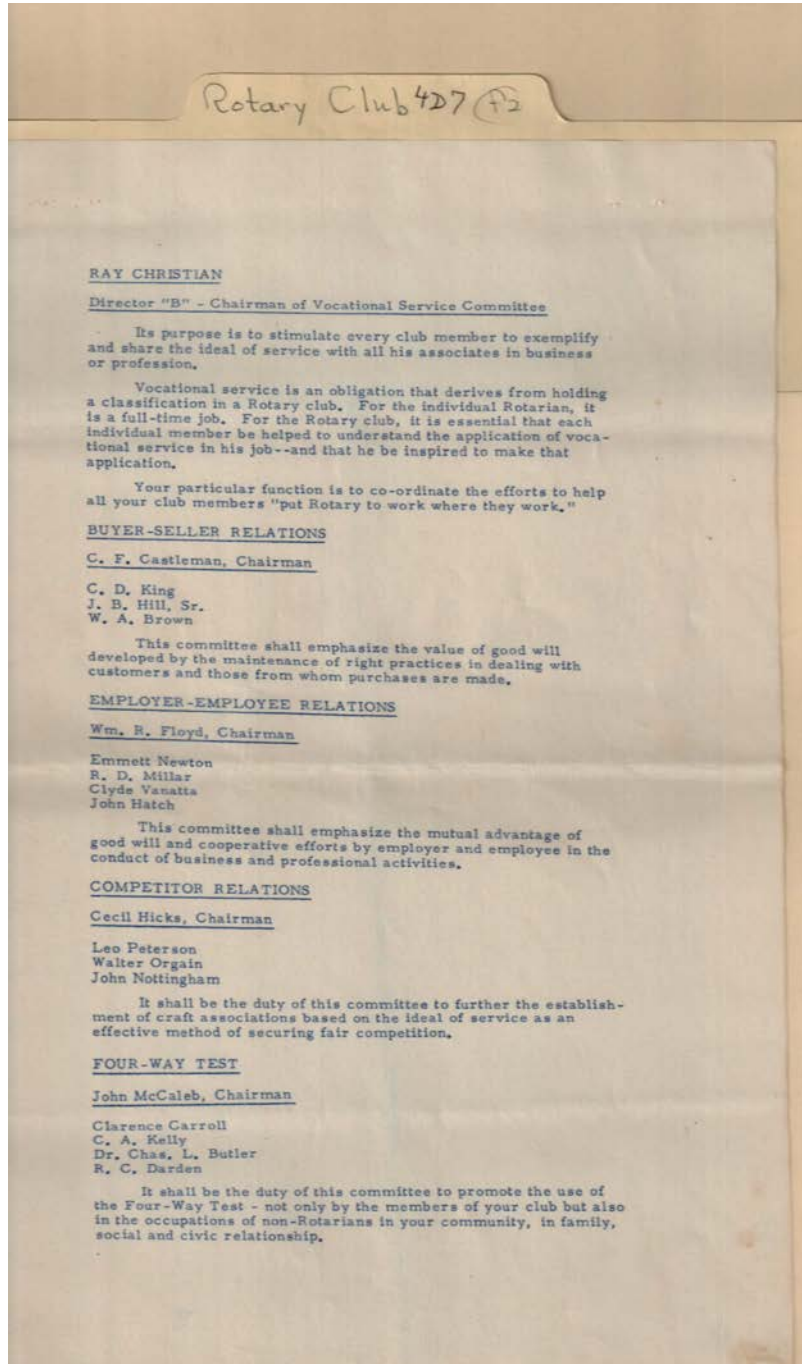 Rotary Club 4D7 f2
RAY CHRISTIAN
Director "B" - Chairman of Vocational Service Committee
Its purpose is to stimulate every club member to exemplify
and share the ideal of service with all his associates in business
or profession.
Vocational service is an obligation that derives from holding
a classification in a Rotary club. For the individual Rotarian, it
is a full-time job. For the Rotary club, it is essential that each
individual member be helped to understand the application of voca-
tional service in his job--and that he be inspired to make that
application.
Your particular function is to co-ordinate the efforts to help
all your club members "put Rotary to work where they work."
BUYER-SELLER RELATIONS
C. F. Castleman, Chairman
C. D. King
J. B. Hill, Sr.
W. A. Brown
This committee shall emphasize the value of good will
developed by the maintenance of right practices in dealing with
customers and those from whom purchases are made.
EMPLOYER-EMPLOYEE RELATIONS
Wm. R. Floyd, Chairman
Emmett Newton
R. D. Millar
Clyde Vanatta
John Hatch
This committee shall emphasize the mutual advantage of
good will and cooperative efforts by employer and employee in the
conduct of business and professional activities.
COMPETITOR RELATIONS
Cecil Hicks, Chairman
Leo Peterson
Walter Orgain
John Nottingham
It shall be the duty of this committee to further the establish-
ment of craft associations based on the ideal of service as an
effective method of securing fair competition.
FOUR-WAY TEST
John McCaleb, Chairman
Clarence Carroll
C. A. Kelly
Dr. Chas. L. Butler
R. C. Darden
It shall be the duty of this committee to promote the use of
the Four-Way Test - not only by the members of your club but also
in the occupations of non-Rotarians in your community, in family,
social and civic relationship.